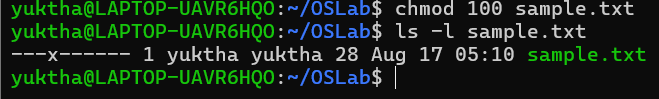 yuktha@LAPTOP-UAVR6HQO:~/OSLab$ chmod 100 sample.txt
yuktha@LAPTOP-UAVR6HQO:~/OSLab$ ls -l sample.txt
---x------ 1 yuktha yuktha 28 Aug 17 05:10 sample.txt
yuktha@LAPTOP-UAVR6HQO:~/OSLab$